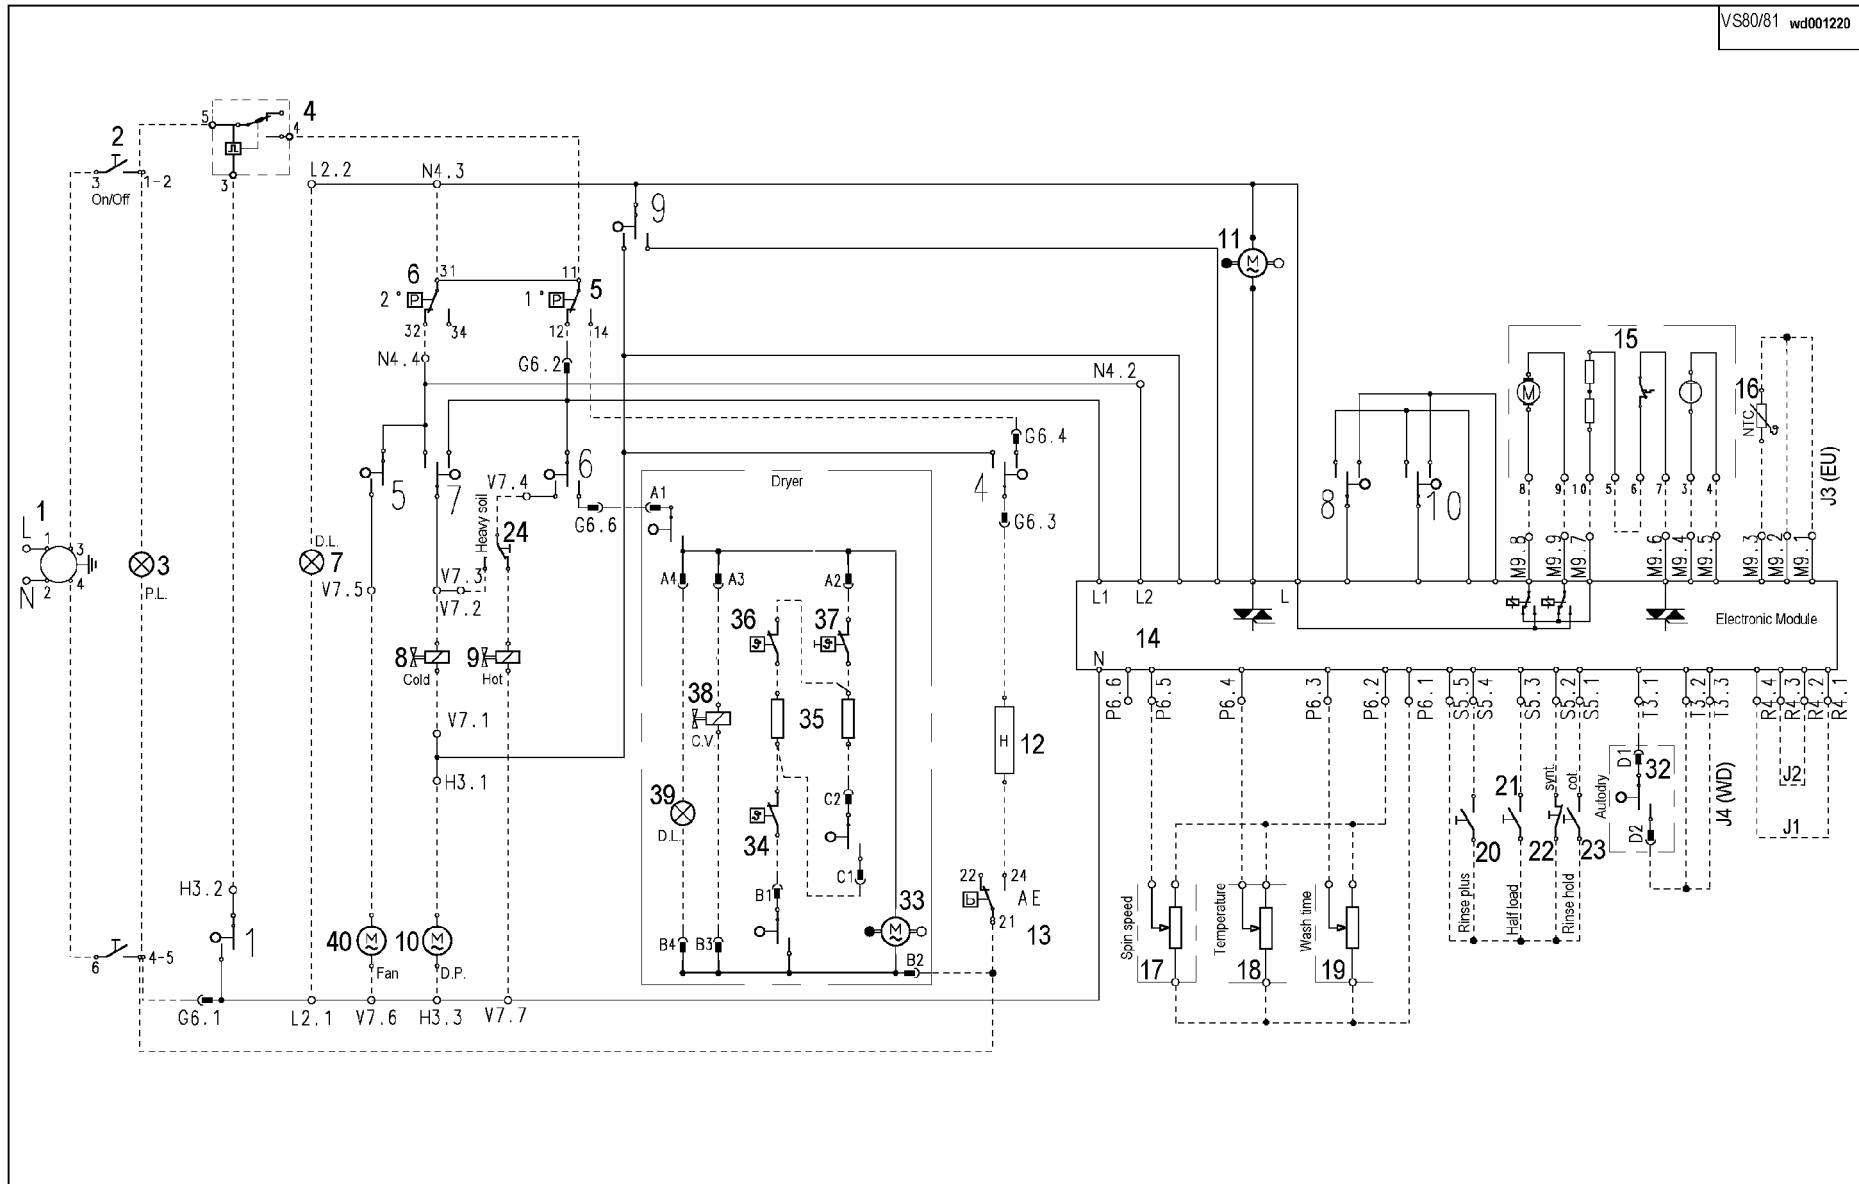 VS80/81 wd001220
5 4 4
2
3 1-2
On/Off
3
L2.2 N4.3
9
11
6 31 11 5
2° P 1° P
32 34 12 14
N4.4 G6.2 N4.2
M
15
M T
16
NTC
J3 (EU)
G6.4
8 9 10 5 6 7 3 4
8 10
Dryer
5 7 V7.4 6 A1 4
G6.6 G6.3
Heavy soil
24
L 1
1 3
2 4
N
3
P.L.
D.L.
7
V7.5 V7.3
V7.2
A4 A3 A2
M9.8 M9.9 M9.7 M9.6 M9.4 M9.5 M9.3 M9.2 M9.1
L1 L2 L
14
Electronic Module
N
36 37
8 9
Cold Hot
38
C.V.
35
V7.1
H3.1
H 12
P6.6 P6.5 P6.4 P6.3 P6.2 P6.1 S5.5 S5.4 S5.3 S5.2 S5.1 T3.1 T3.2 T3.3 R4.4 R4.3 R4.2 R4.1
39
D.L.
34
C2
C1
B1
33
M
B4 B3 B2
22 24
AE
21
13
synt. cot.
21
20 22 23
Rinse plus
Half load
Rinse hold
Autodry
D1
32
D2
J4 (WD)
J2
J1
Spin speed
17
Temperature
18
Wash time
19
H3.2
1
40 M 10 M
Fan D.P.
6 4-5
G6.1 L2.1 V7.6 H3.3 V7.7